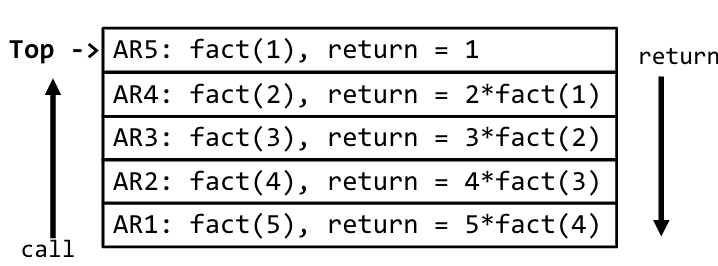 Top -> AR5: fact(1), return = 1
return
AR4: fact(2), return = 2*fact(1)
AR3: fact(3), return = 3*fact(2)
AR2: fact(4), return = 4*fact(3)
AR1: fact(5), return = 5*fact(4)
call